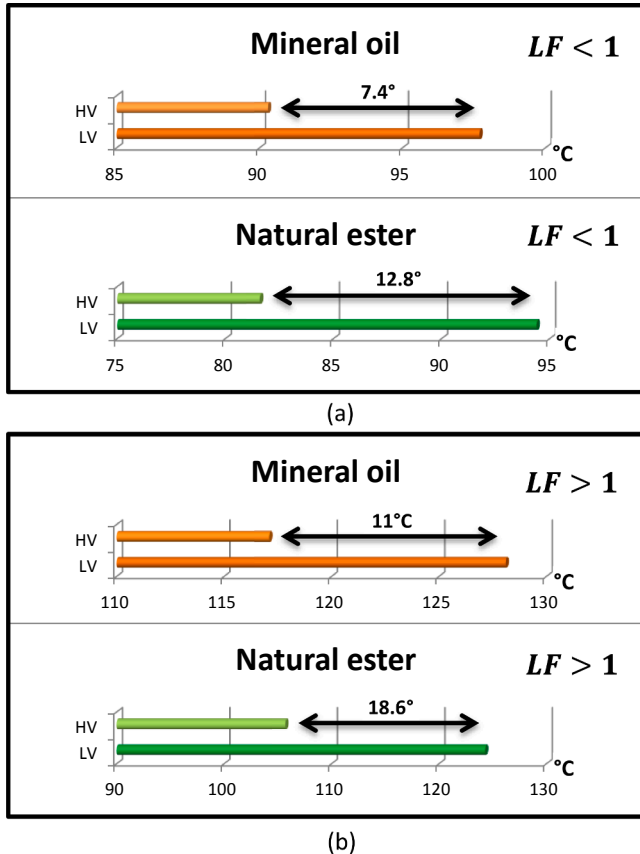 Mineral oil
LF < 1
HV
7.4°
LV
°C
85 90 95 100
Natural ester
LF < 1
HV
12.8°
LV
°C
75 80 85 90 95
(a)
Mineral oil
LF > 1
HV
11°C
LV
°C
110 115 120 125 130
Natural ester
LF > 1
HV
18.6°
LV
°C
90 100 110 120 130
(b)